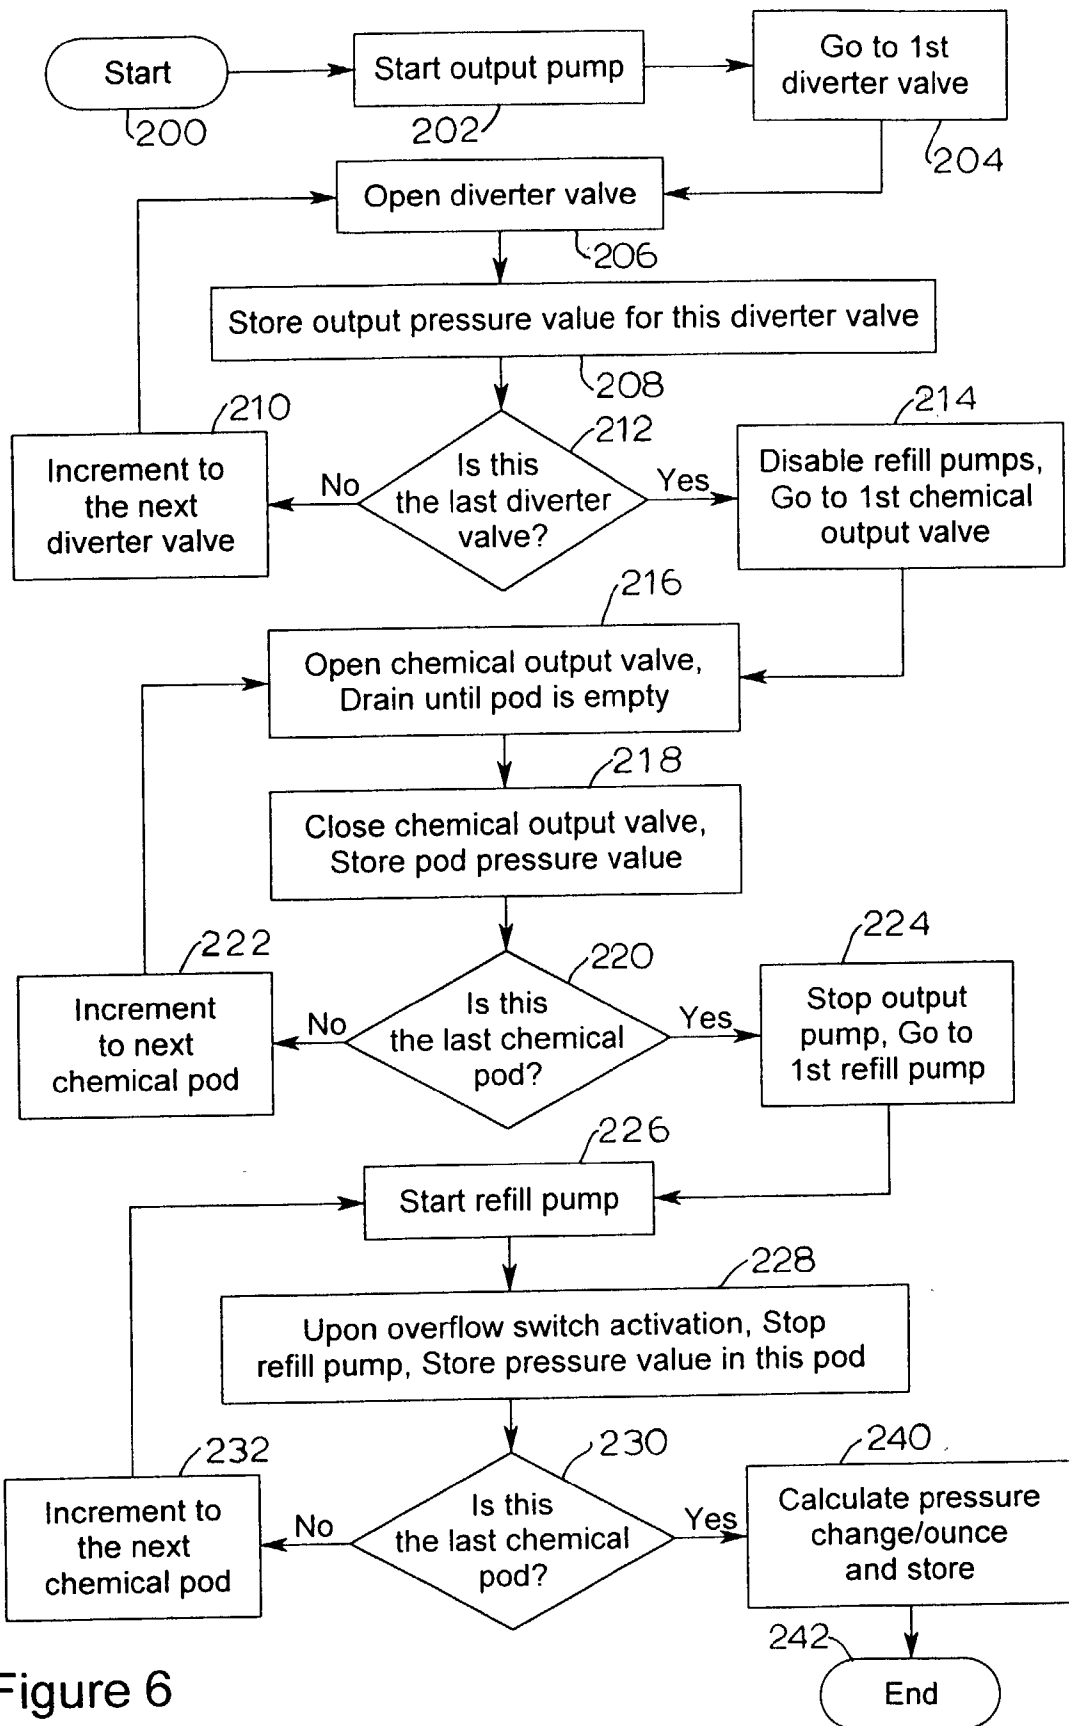 Start
200
Start output pump
202
Go to 1st
diverter valve
204
Open diverter valve
206
Store output pressure value for this diverter valve
208
210
Increment to
the next
diverter valve
212
Is this
the last diverter
valve?
No
Yes
214
Disable refill pumps,
Go to 1st chemical
output valve
216
Open chemical output valve,
Drain until pod is empty
218
Close chemical output valve,
Store pod pressure value
222
Increment
to next
chemical pod
220
Is this
the last chemical
pod?
No
Yes
224
Stop output
pump, Go to
1st refill pump
226
Start refill pump
228
Upon overflow switch activation, Stop
refill pump, Store pressure value in this pod
232
Increment to
the next
chemical pod
230
Is this
the last chemical
pod?
No
Yes
240
Calculate pressure
change/ounce
and store
242
End
Figure 6